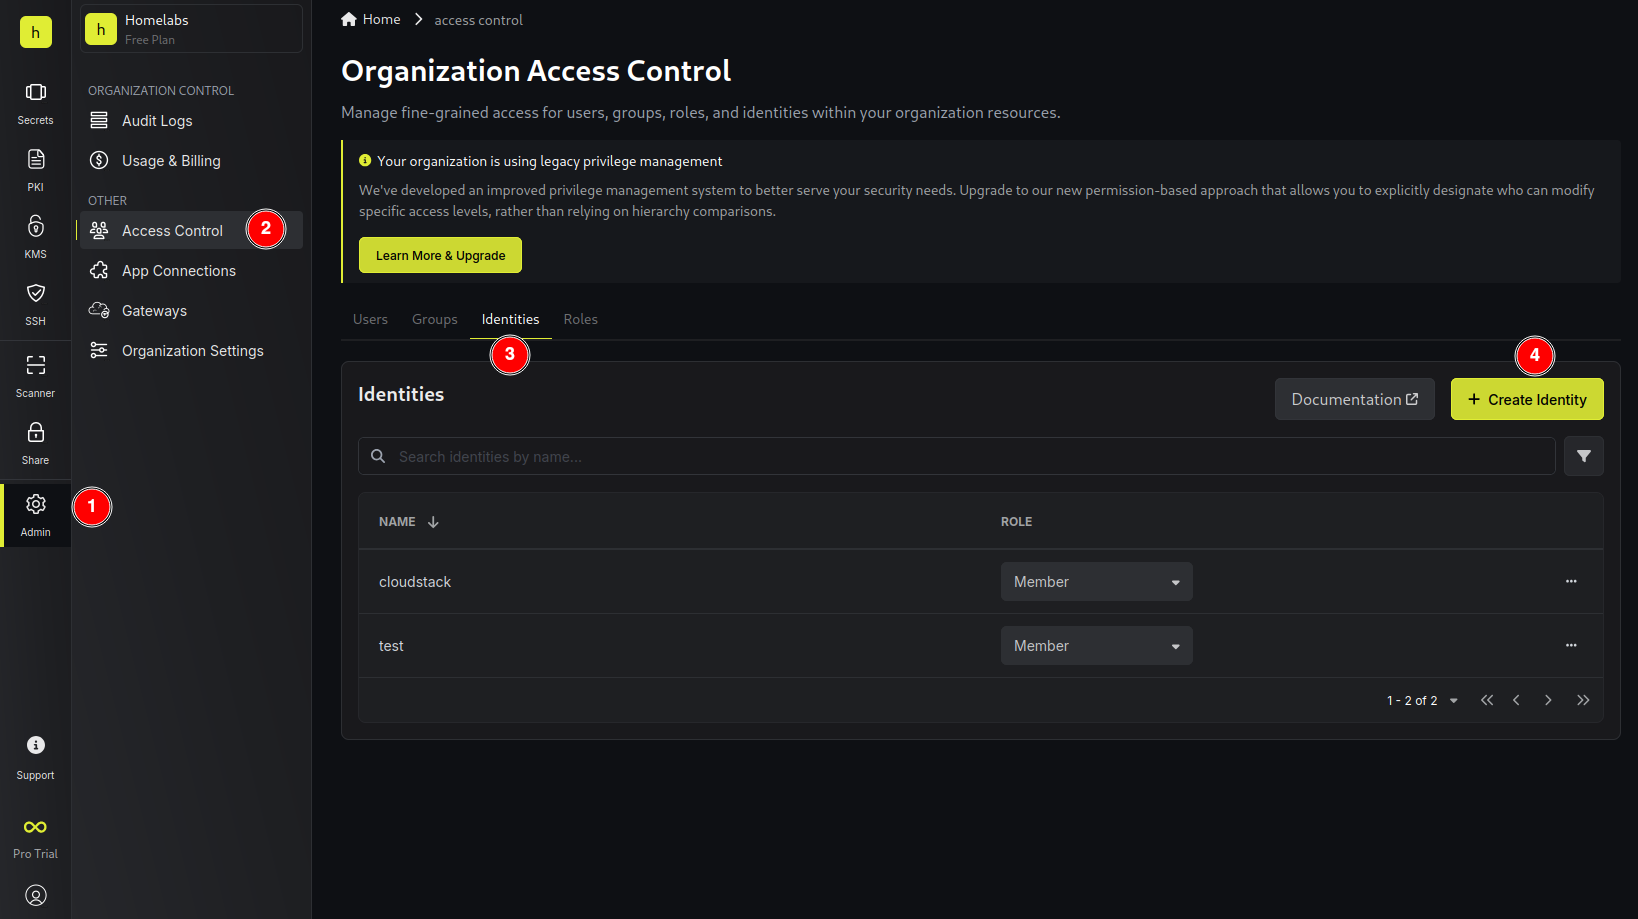 h
Secrets
PKI
KMS
SSH
Scanner
Share
Admin
1
Support
Pro Trial
h
Homelabs
Free Plan
ORGANIZATION CONTROL
Audit Logs
Usage & Billing
OTHER
Access Control
2
App Connections
Gateways
Organization Settings
Home
access control
Organization Access Control
Manage fine-grained access for users, groups, roles, and identities within your organization resources.
Your organization is using legacy privilege management
We've developed an improved privilege management system to better serve your security needs. Upgrade to our new permission-based approach that allows you to explicitly designate who can modify
specific access levels, rather than relying on hierarchy comparisons.
Learn More & Upgrade
Users Groups Identities Roles
3
4
Identities
Documentation
+ Create Identity
Search identities by name...
NAME ROLE
cloudstack Member
test Member
1 - 2 of 2